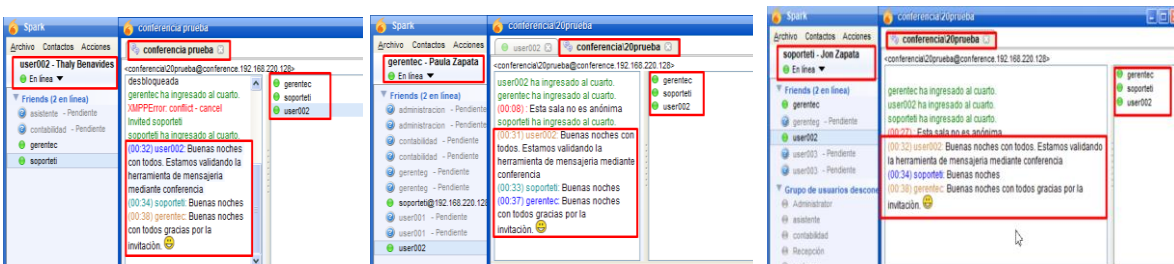 Spark
Archivo Contactos Acciones
user002 - Thaly Benavides
En línea
Friends (2 en línea)
asistente - Pendiente
contabilidad - Pendiente
gerentec
soporteti
conferencia prueba
conferencia prueba
<conferencia\20prueba@conference.192.168.220.128>
desbloqueada
gerentec ha ingresado al cuarto.
XMPPError: conflict - cancel
Invited soporteti
soporteti ha ingresado al cuarto.
(00:32) user002: Buenas noches
con todos. Estamos validando la
herramienta de mensajeria
mediante conferencia
(00:34) soporteti: Buenas noches
(00:38) gerentec: Buenas noches
con todos gracias por la
invitaciòn.
gerentec
soporteti
user002
Spark
Archivo Contactos Acciones
gerentec - Paula Zapata
En línea
Friends (2 en línea)
administracion - Pendiente
administracion - Pendiente
contabilidad - Pendiente
contabilidad - Pendiente
gerenteg - Pendiente
gerenteg - Pendiente
soporteti@192.168.220.128
user001 - Pendiente
user001 - Pendiente
user002
conferencia\20prueba
user002
conferencia\20prueba
<conferencia\20prueba@conference.192.168.220.128>
user002 ha ingresado al cuarto.
gerentec ha ingresado al cuarto.
(00:08) : Esta sala no es anónima.
soporteti ha ingresado al cuarto.
(00:31) user002: Buenas noches con
todos. Estamos validando la
herramienta de mensajeria mediante
conferencia
(00:33) soporteti: Buenas noches
(00:37) gerentec: Buenas noches
con todos gracias por la
invitaciòn.
gerentec
soporteti
user002
Spark
Archivo Contactos Acciones
soporteti - Jon Zapata
En línea
Friends (2 en línea)
gerentec
gerenteg - Pendiente
user002
user003 - Pendiente
user003 - Pendiente
Grupo de usuarios descone
Administrator
asistente
contabilidad
Recepción
conferencia\20prueba
conferencia\20prueba
<conferencia\20prueba@conference.192.168.220.128>
gerentec ha ingresado al cuarto.
user002 ha ingresado al cuarto.
soporteti ha ingresado al cuarto.
(00:27) : Esta sala no es anónima.
(00:32) user002: Buenas noches con todos. Estamos validando
la herramienta de mensajeria mediante conferencia
(00:34) soporteti: Buenas noches
(00:38) gerentec: Buenas noches con todos gracias por la
invitaciòn.
gerentec
soporteti
user002